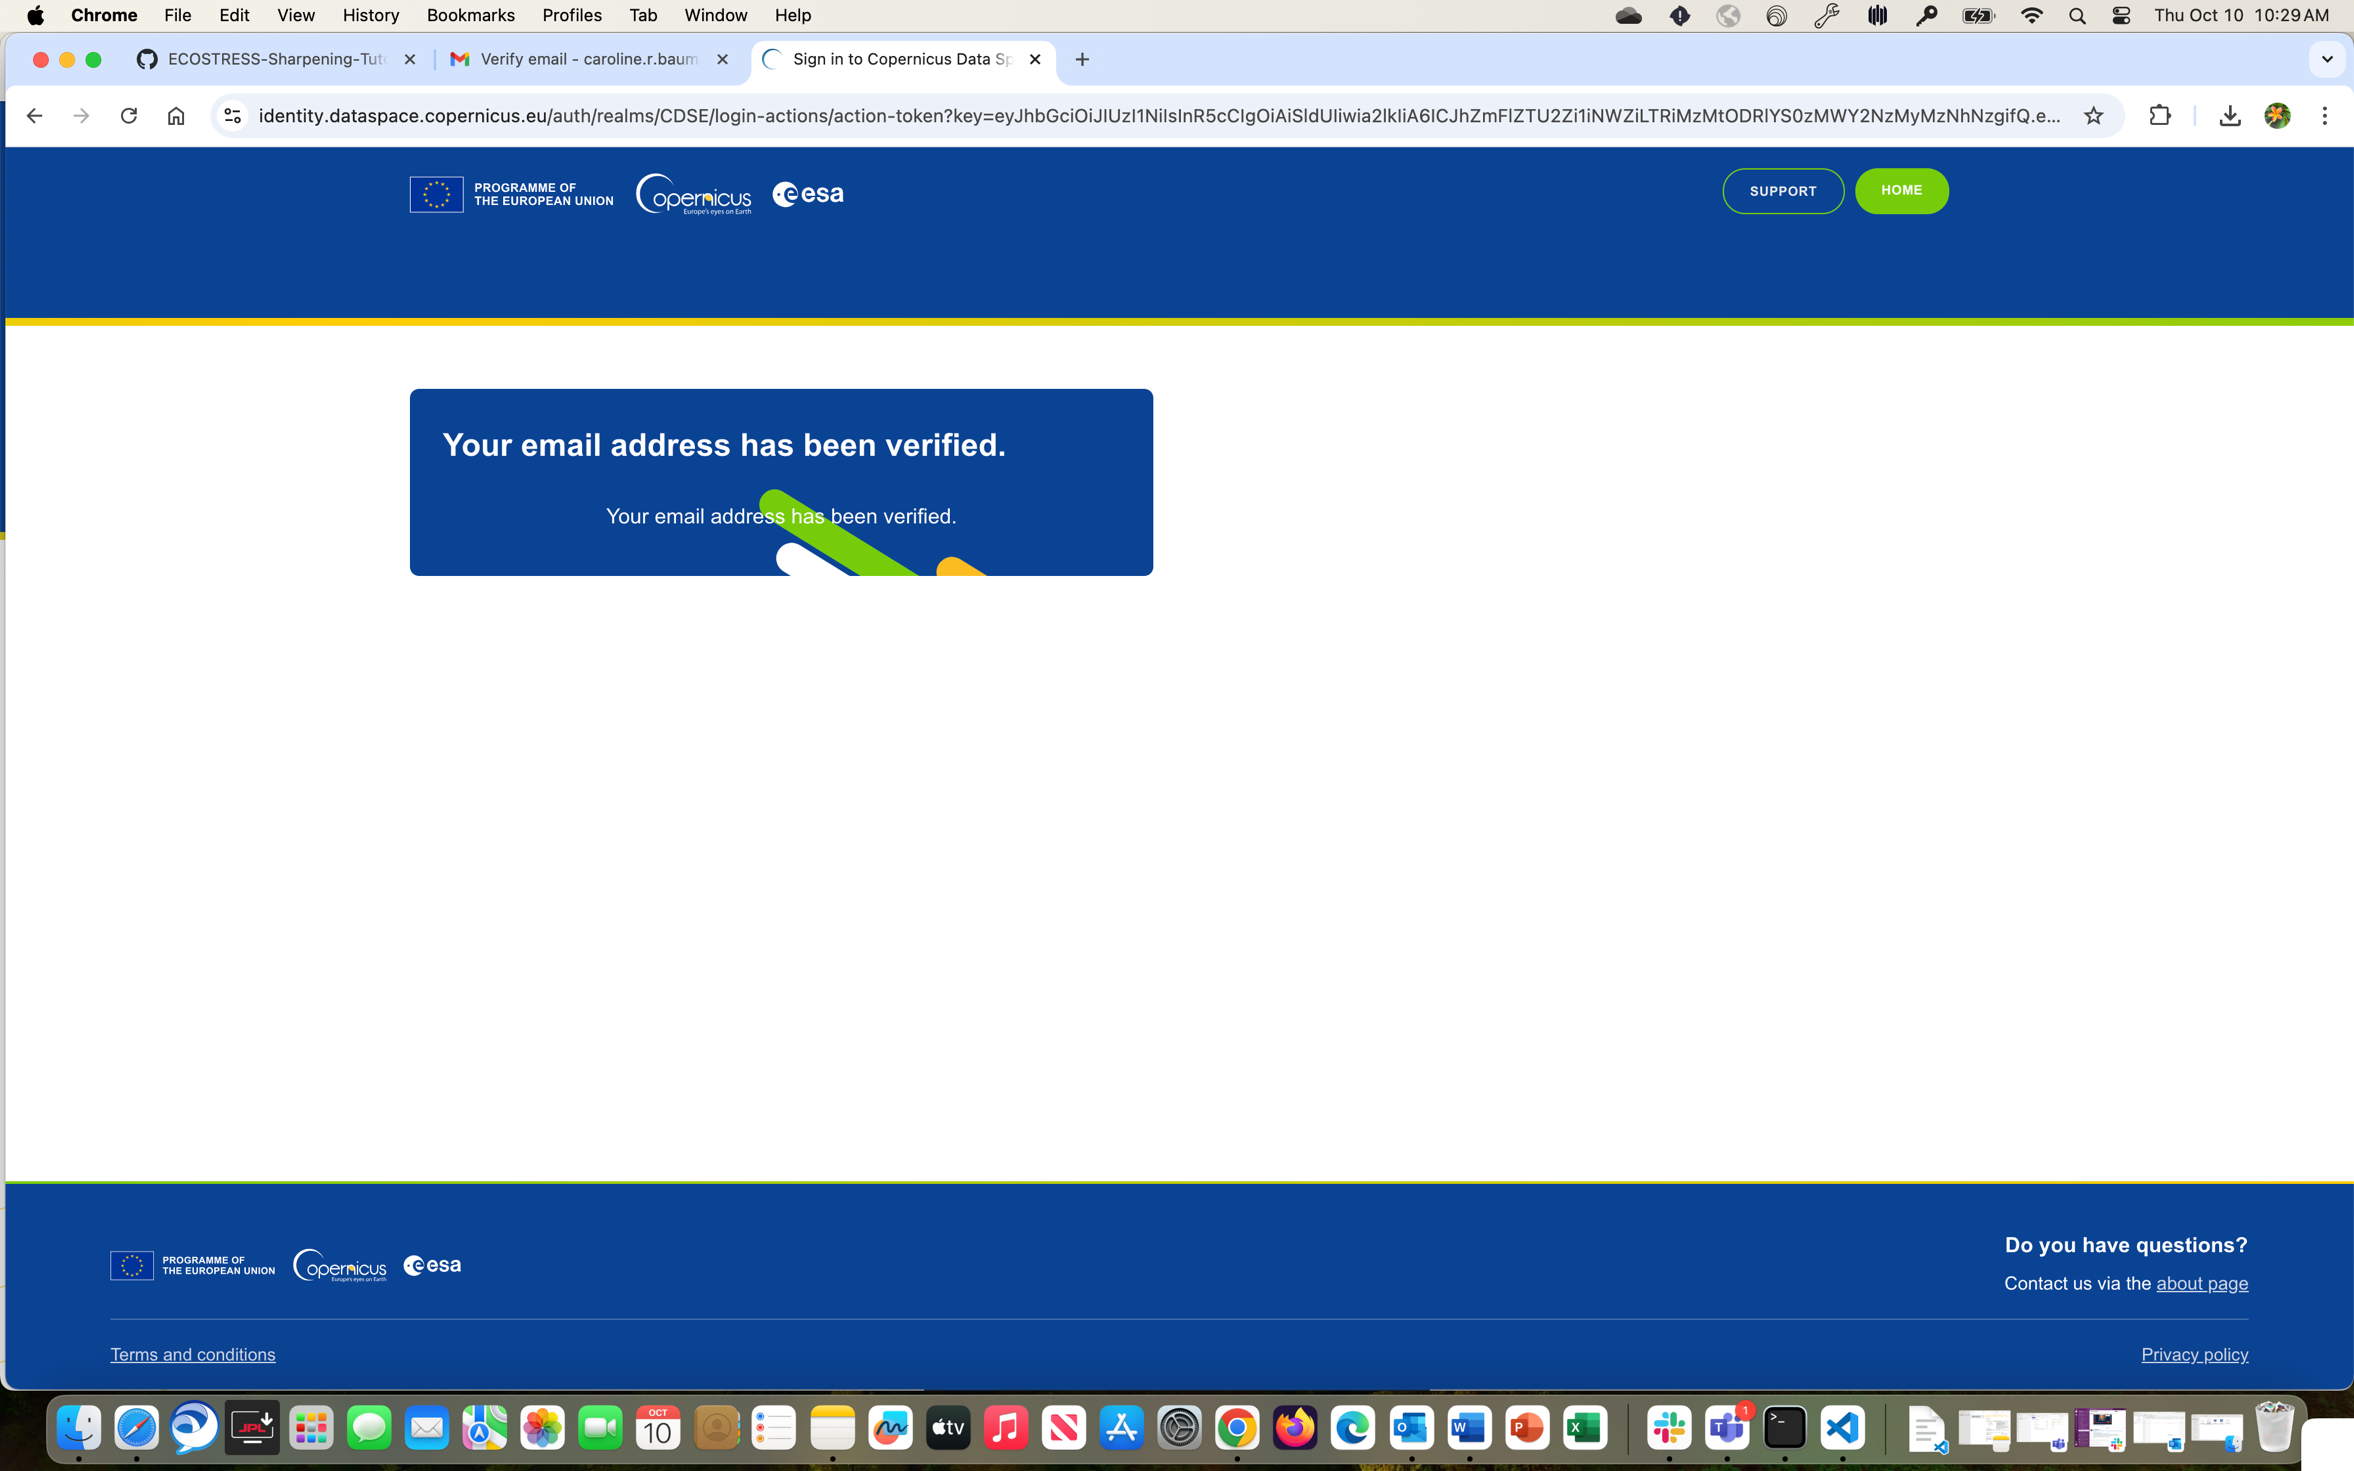 Chrome File Edit View History Bookmarks Profiles Tab Window Help Thu Oct 10 10:29 AM
ECOSTRESS-Sharpening-Tut Verify email - caroline.r.baum Sign in to Copernicus Data Sp
identity.dataspace.copernicus.eu/auth/realms/CDSE/login-actions/action-token?key=eyJhbGciOiJIUzI1NiIsInR5cCIgOiAiSldUIiwia2lkIiA6ICJhZmFlZTU2Zi1iNWZiLTRiMzMtODRlYS0zMWY2NzMyMzNhNzgifQ.e...
PROGRAMME OF
THE EUROPEAN UNION
opernicus
Europe's eyes on Earth
esa
SUPPORT
HOME
Your email address has been verified.
Your email address has been verified.
PROGRAMME OF
THE EUROPEAN UNION
opernicus
Europe's eyes on Earth
esa
Do you have questions?
Contact us via the about page
Terms and conditions
Privacy policy
JPL
OCT
10
tv
O
W
P
X
T
1
>_